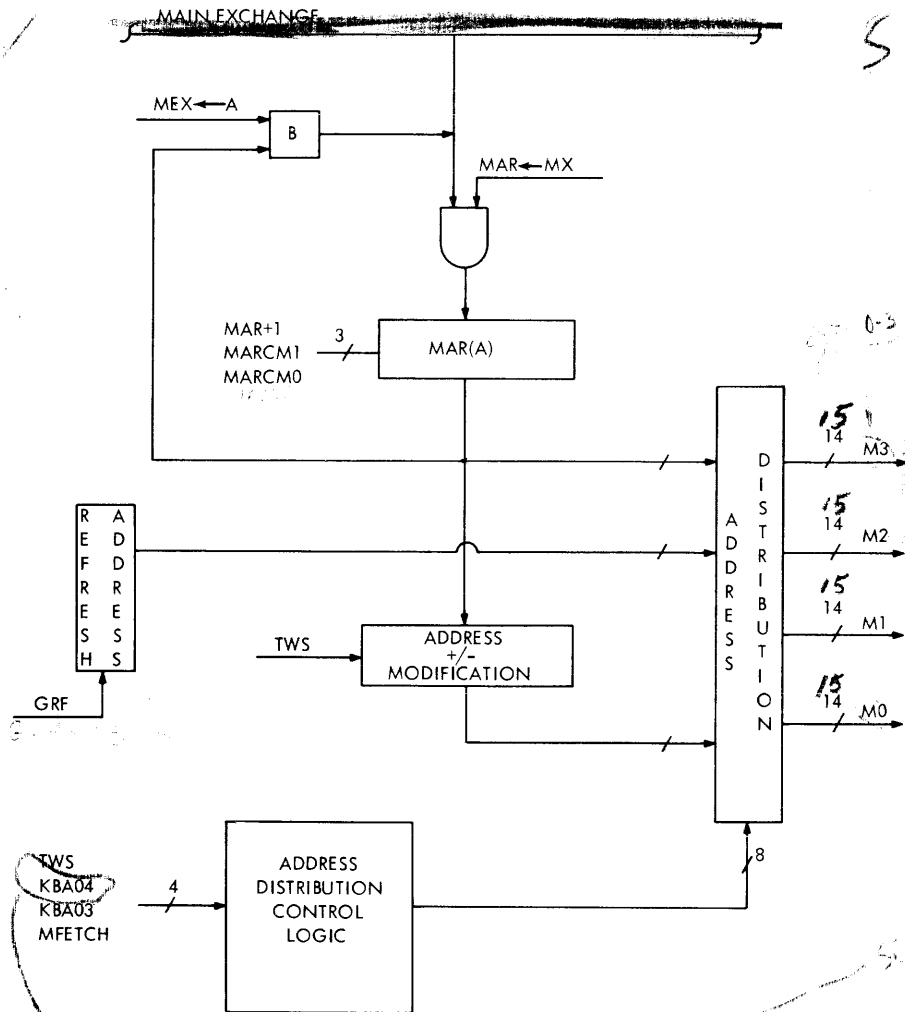 MAIN EXCHANGE
S
MEX←A
B
MAR←MX
MAR+1
MARCM1
MARCM0
3
MAR(A)
0-3
15
14
M3
ADDRESS
REFRESH
15
14
M2
ADDRESS
DISTRIBUTION
15
14
M1
TWS
ADDRESS
+/-
MODIFICATION
GRF
15
14
M0
TWS
KBA04
KBA03
MFETCH
4
ADDRESS
DISTRIBUTION
CONTROL
LOGIC
8